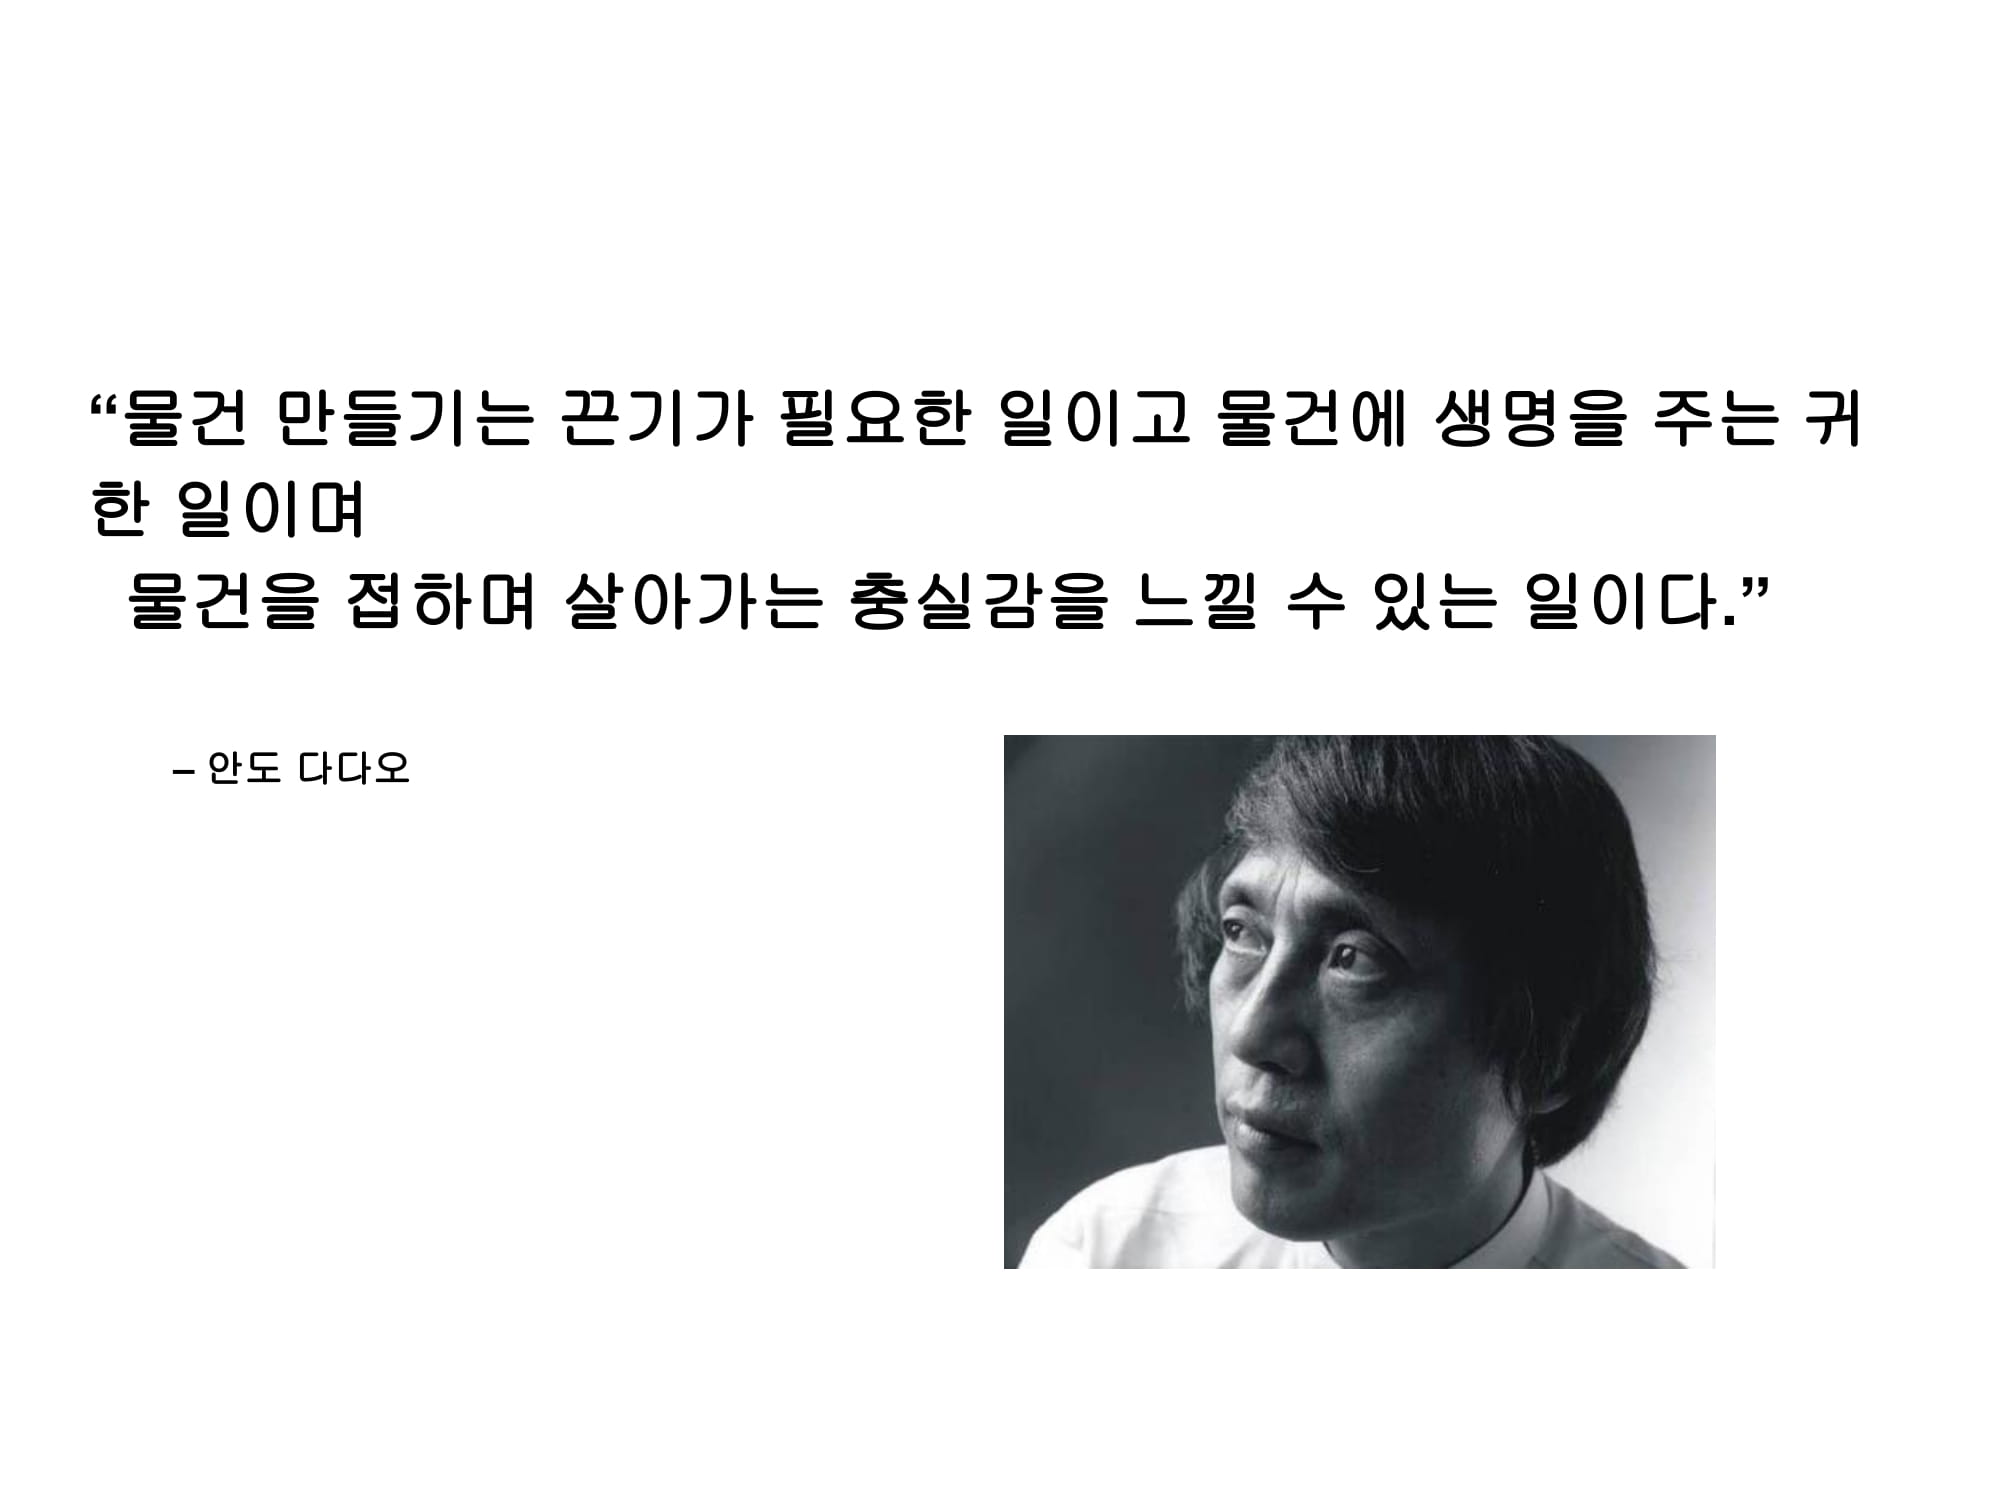 “물건 만들기는 끈기가 필요한 일이고 물건에 생명을 주는 귀
한 일이며
물건을 접하며 살아가는 충실감을 느낄 수 있는 일이다.”
– 안도 다다오